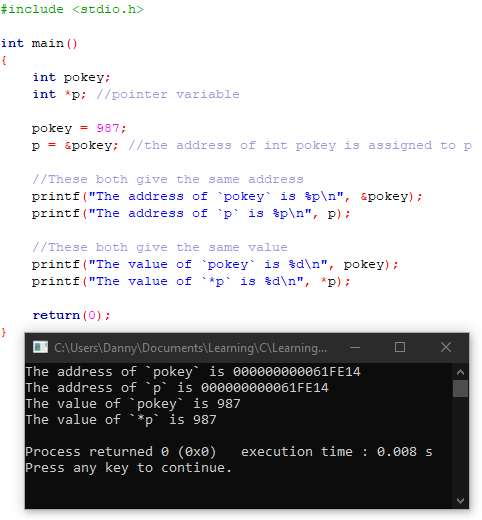 #include <stdio.h>
int main()
{
int pokey;
int *p; //pointer variable
pokey = 987;
p = &pokey; //the address of int pokey is assigned to p
//These both give the same address
printf("The address of `pokey` is %p\n", &pokey);
printf("The address of `p` is %p\n", p);
//These both give the same value
printf("The value of `pokey` is %d\n", pokey);
printf("The value of `*p` is %d\n", *p);
return(0);
}
C:\Users\Danny\Documents\Learning\C\Learning...
The address of `pokey` is 000000000061FE14
The address of `p` is 000000000061FE14
The value of `pokey` is 987
The value of `*p` is 987
Process returned 0 (0x0)   execution time : 0.008 s
Press any key to continue.